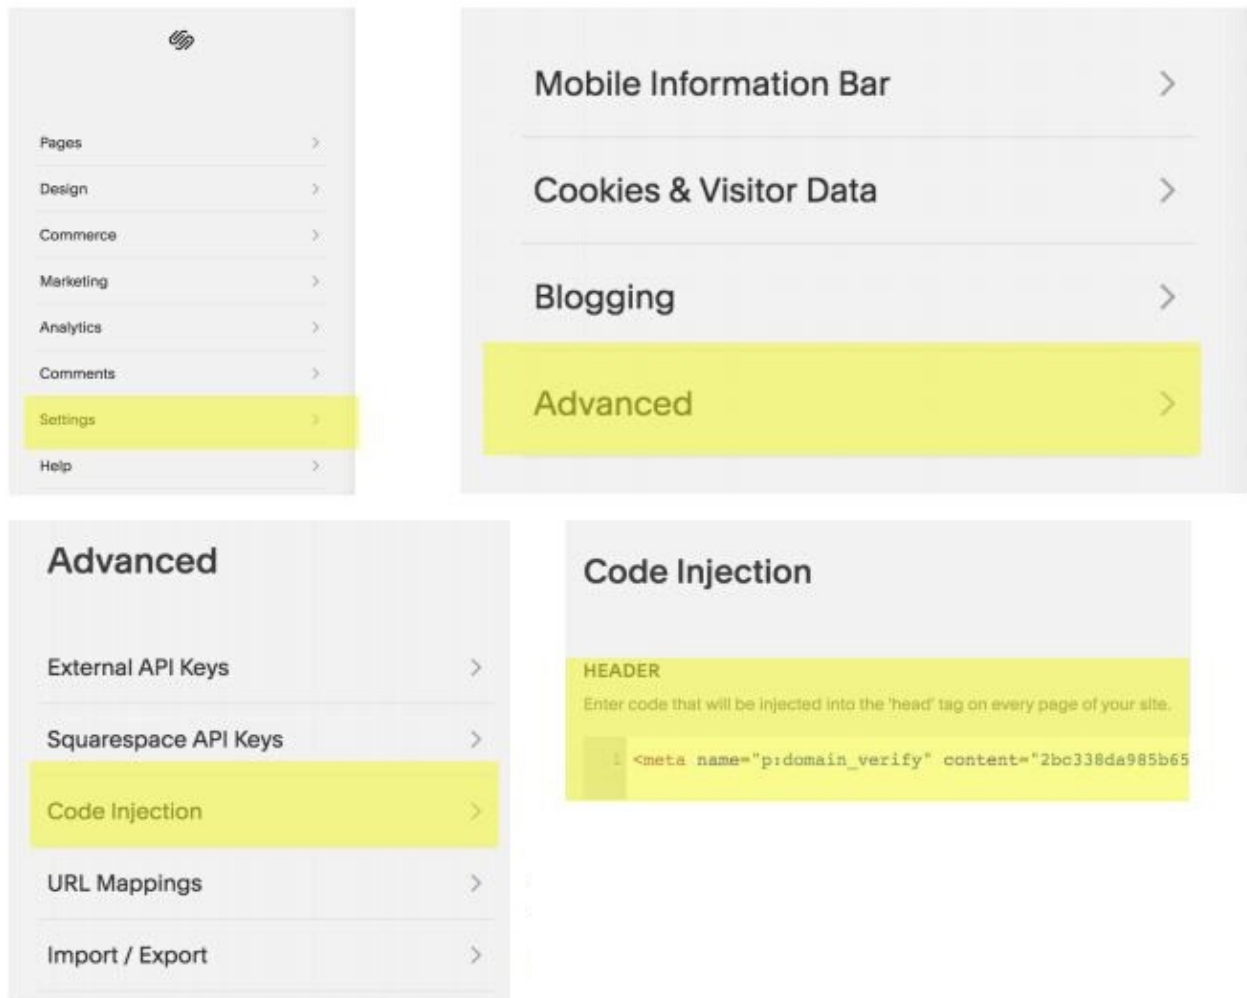 Pages
Design
Commerce
Marketing
Analytics
Comments
Settings
Help
Mobile Information Bar
Cookies & Visitor Data
Blogging
Advanced
Advanced
External API Keys
Squarespace API Keys
Code Injection
URL Mappings
Import / Export
Code Injection
HEADER
Enter code that will be injected into the 'head' tag on every page of your site.
1 <meta name="p:domain_verify" content="2bc338da985b65